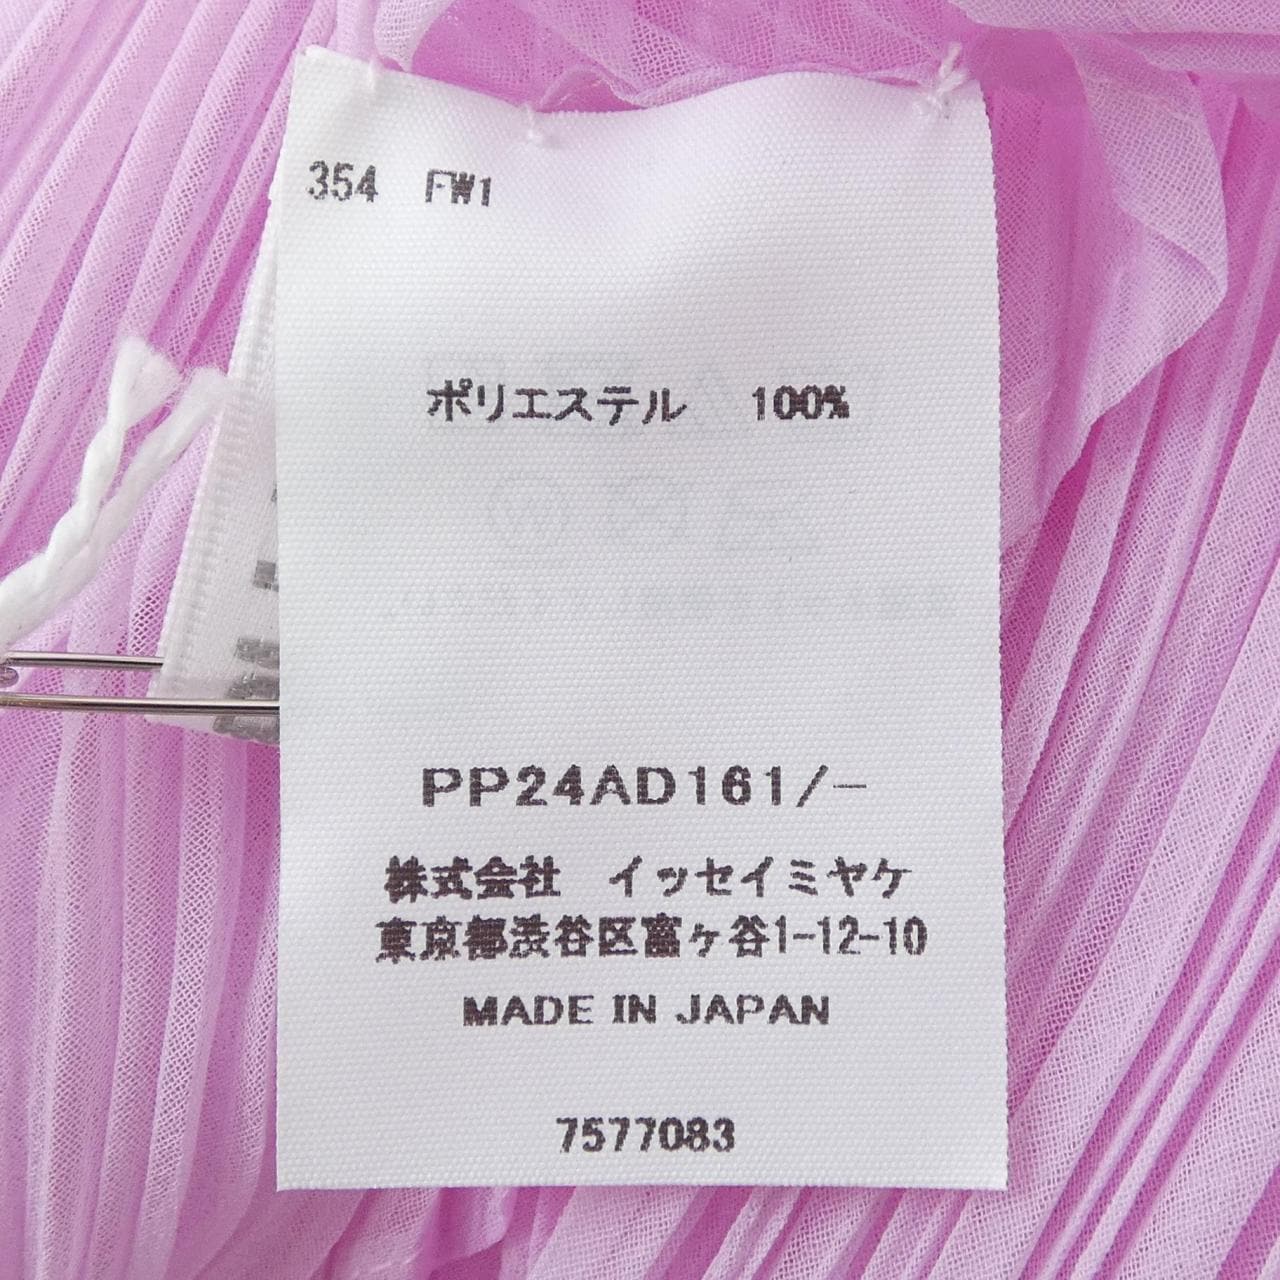 354 FW1
ポリエステル 100%
PP24AD161/-
株式会社 イッセイミヤケ
東京都渋谷区富ヶ谷1-12-10
MADE IN JAPAN
7577083